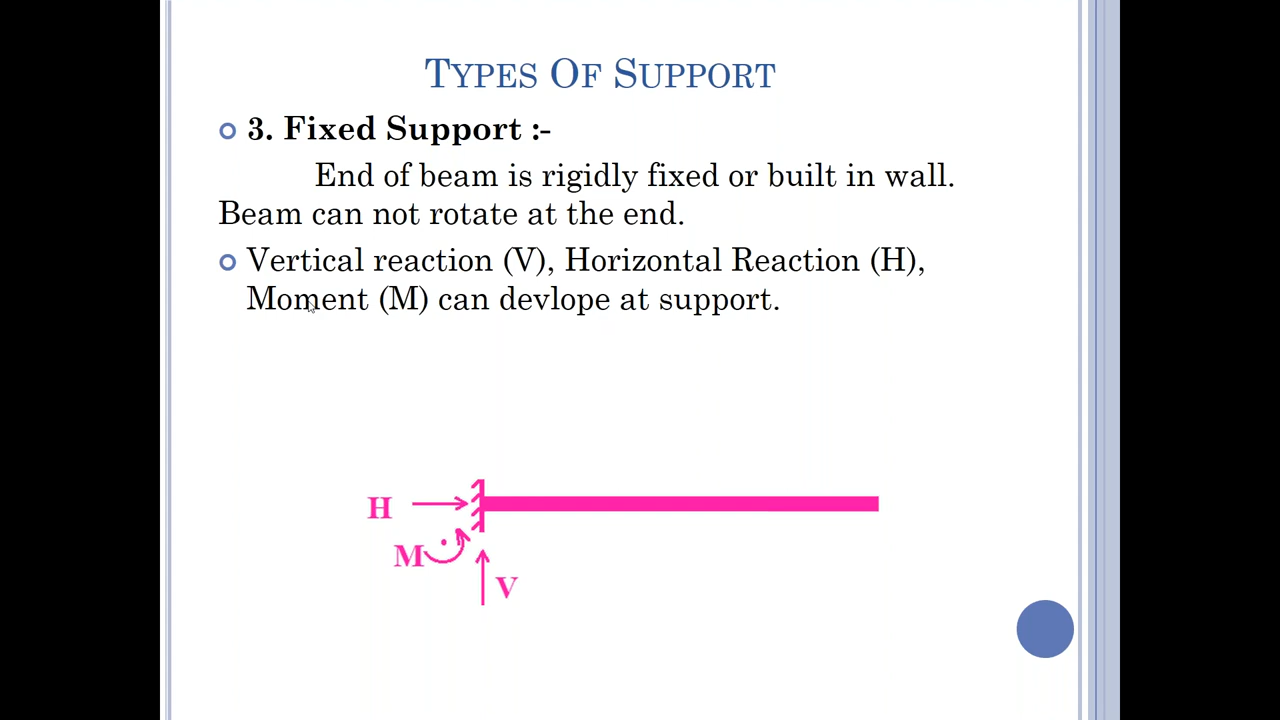 TYPES OF SUPPORT
3. Fixed Support :-
End of beam is rigidly fixed or built in wall.
Beam can not rotate at the end.
Vertical reaction (V), Horizontal Reaction (H),
Moment (M) can devlope at support.
H
M
V